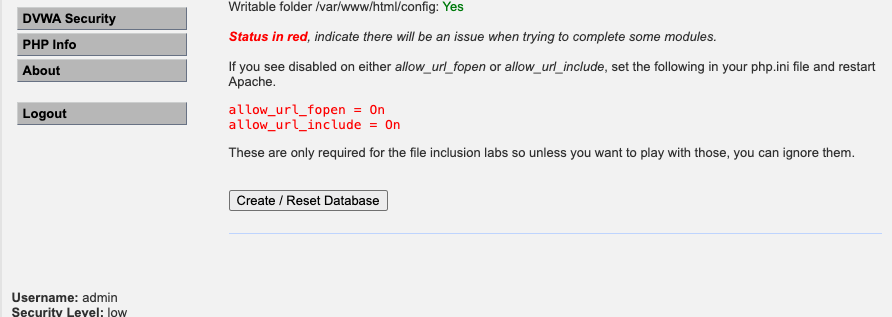 DVWA Security
PHP Info
About
Logout
Writable folder /var/www/html/config: Yes
Status in red, indicate there will be an issue when trying to complete some modules.
If you see disabled on either allow_url_fopen or allow_url_include, set the following in your php.ini file and restart
Apache.
allow_url_fopen = On
allow_url_include = On
These are only required for the file inclusion labs so unless you want to play with those, you can ignore them.
Create / Reset Database
Username: admin
Security Level: low